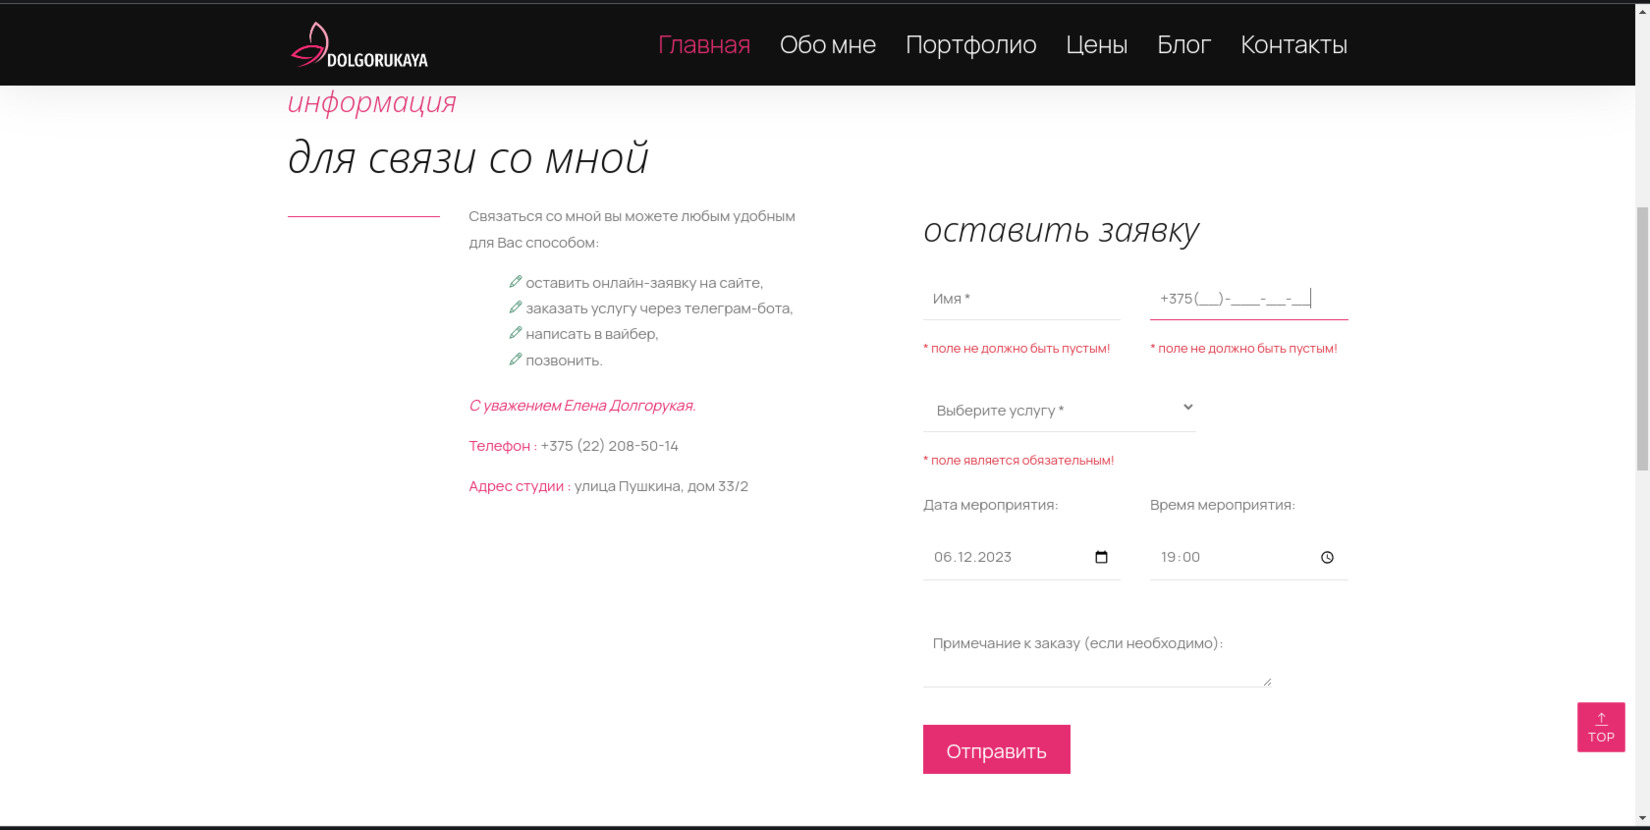 DOLGORUKAYA
Главная Обо мне Портфолио Цены Блог Контакты
информация
для связи со мной
Связаться со мной вы можете любым удобным
для Вас способом:
оставить онлайн-заявку на сайте,
заказать услугу через телеграм-бота,
написать в вайбер,
позвонить.
С уважением Елена Долгорукая.
Телефон : +375 (22) 208-50-14
Адрес студии : улица Пушкина, дом 33/2
оставить заявку
Имя * +375(__)-___-__-__
* поле не должно быть пустым! * поле не должно быть пустым!
Выберите услугу *
* поле является обязательным!
Дата мероприятия: Время мероприятия:
06.12.2023 19:00
Примечание к заказу (если необходимо):
Отправить
TOP